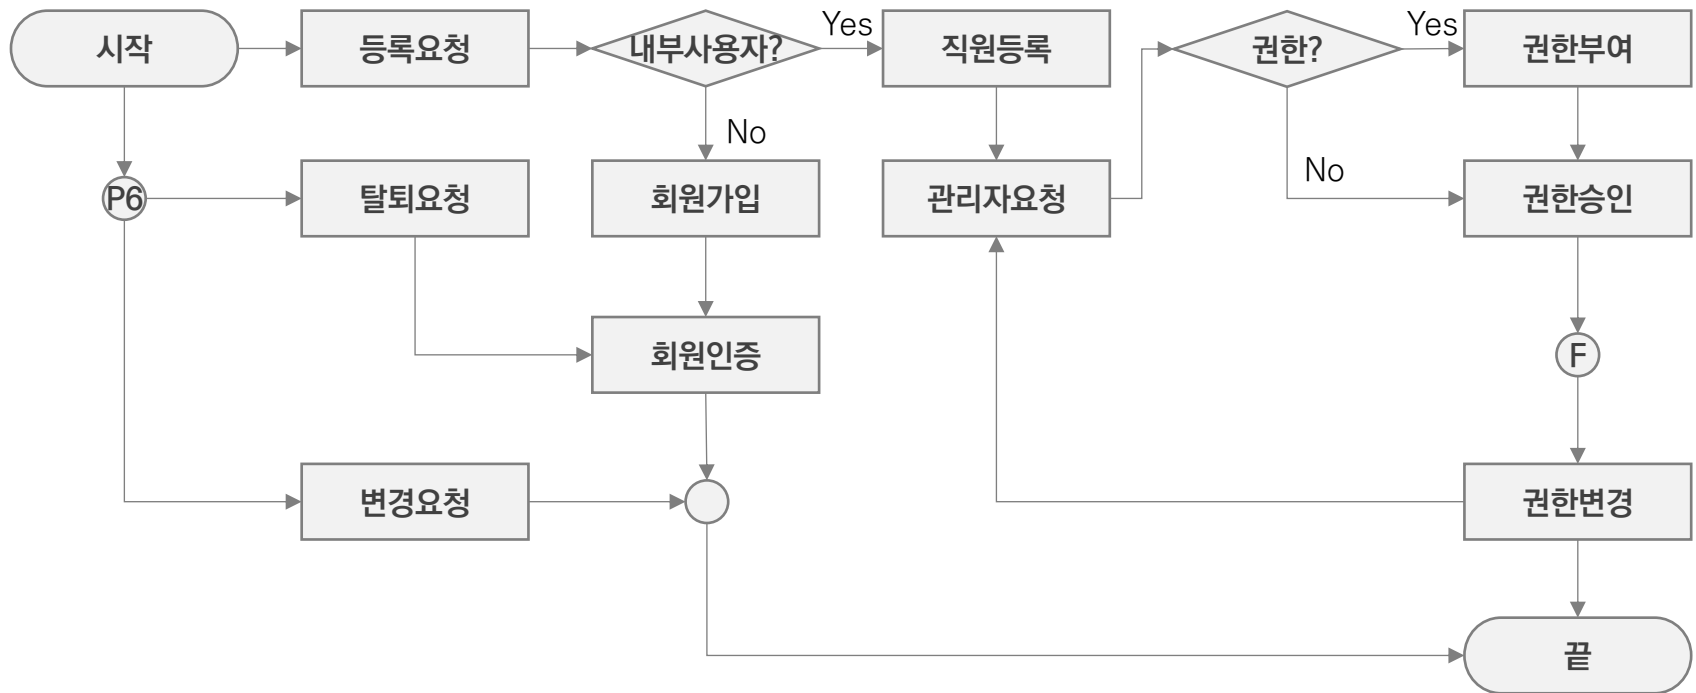 시작
등록요청
내부사용자?
Yes
직원등록
권한?
Yes
권한부여
No
No
P6
탈퇴요청
회원가입
관리자요청
권한승인
회원인증
F
변경요청
권한변경
끝